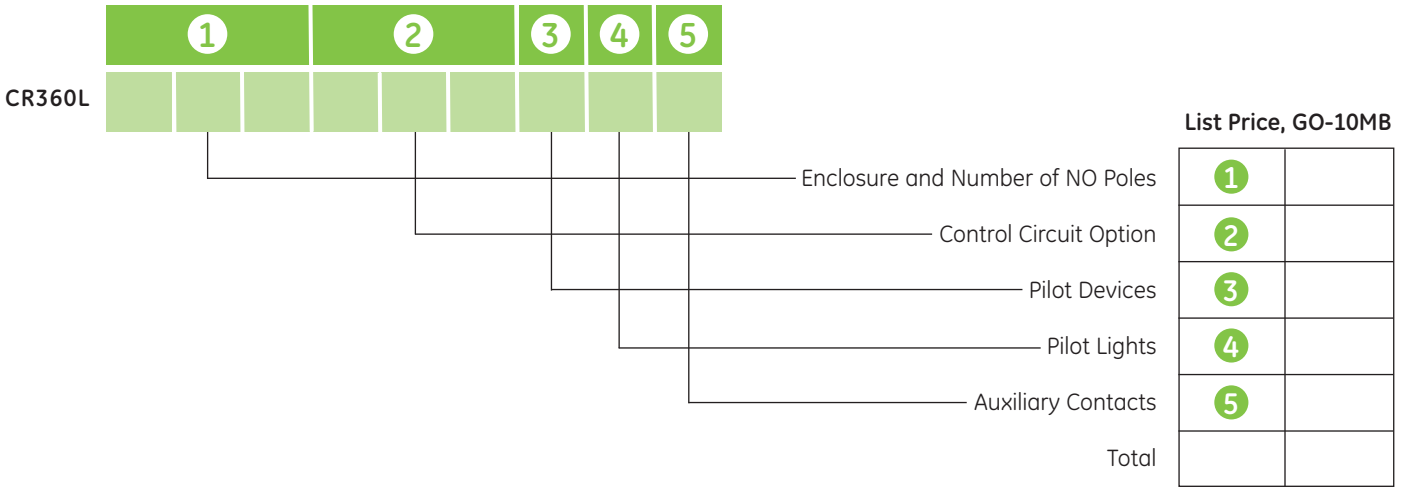 1 2 3 4 5
CR360L
List Price, GO-10MB
Enclosure and Number of NO Poles 1
Control Circuit Option 2
Pilot Devices 3
Pilot Lights 4
Auxiliary Contacts 5
Total